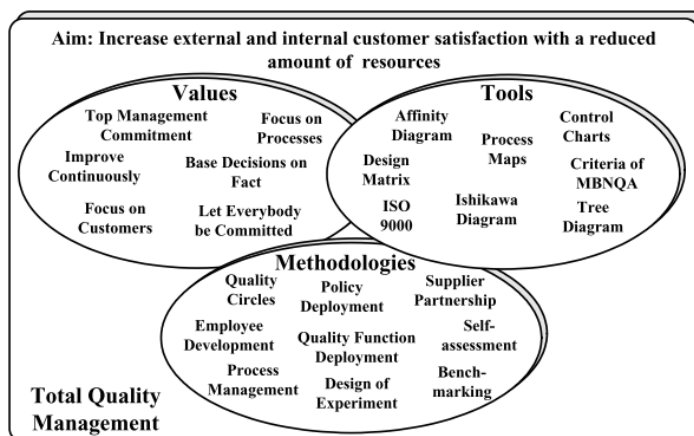 Aim: Increase external and internal customer satisfaction with a reduced
amount of resources
Values
Top Management
Commitment
Focus on
Processes
Improve
Continuously
Base Decisions on
Fact
Focus on
Customers
Let Everybody
be Committed
Tools
Affinity
Diagram
Process
Maps
Control
Charts
Design
Matrix
Criteria of
MBNQA
ISO
9000
Ishikawa
Diagram
Tree
Diagram
Methodologies
Quality
Circles
Policy
Deployment
Supplier
Partnership
Employee
Development
Quality Function
Deployment
Self-
assessment
Process
Management
Design of
Experiment
Bench-
marking
Total Quality
Management